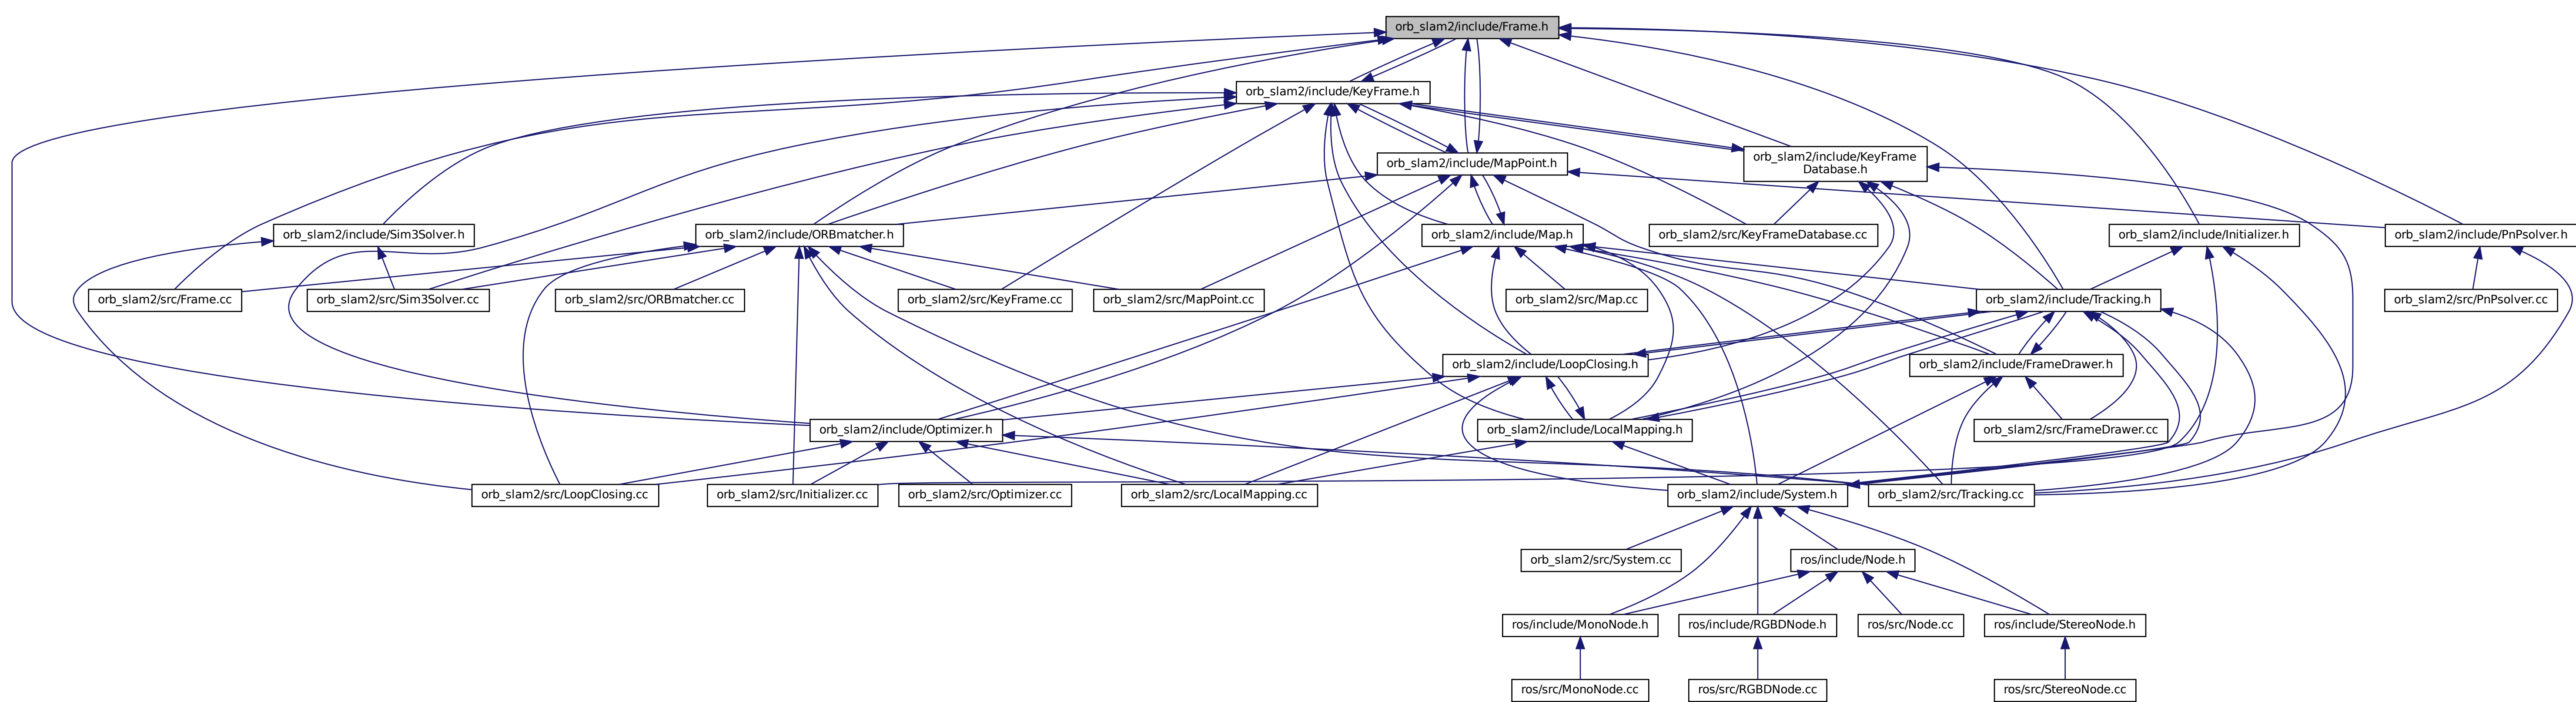 orb_slam2/include/Frame.h
orb_slam2/include/KeyFrame.h
orb_slam2/include/MapPoint.h
orb_slam2/include/KeyFrame
Database.h
orb_slam2/include/Sim3Solver.h
orb_slam2/include/ORBmatcher.h
orb_slam2/include/Map.h
orb_slam2/src/KeyFrameDatabase.cc
orb_slam2/include/Initializer.h
orb_slam2/include/PnPsolver.h
orb_slam2/src/Frame.cc
orb_slam2/src/Sim3Solver.cc
orb_slam2/src/ORBmatcher.cc
orb_slam2/src/KeyFrame.cc
orb_slam2/src/MapPoint.cc
orb_slam2/src/Map.cc
orb_slam2/include/Tracking.h
orb_slam2/src/PnPsolver.cc
orb_slam2/include/LoopClosing.h
orb_slam2/include/FrameDrawer.h
orb_slam2/include/Optimizer.h
orb_slam2/include/LocalMapping.h
orb_slam2/src/FrameDrawer.cc
orb_slam2/src/LoopClosing.cc
orb_slam2/src/Initializer.cc
orb_slam2/src/Optimizer.cc
orb_slam2/src/LocalMapping.cc
orb_slam2/include/System.h
orb_slam2/src/Tracking.cc
orb_slam2/src/System.cc
ros/include/Node.h
ros/include/MonoNode.h
ros/include/RGBDNode.h
ros/src/Node.cc
ros/include/StereoNode.h
ros/src/MonoNode.cc
ros/src/RGBDNode.cc
ros/src/StereoNode.cc